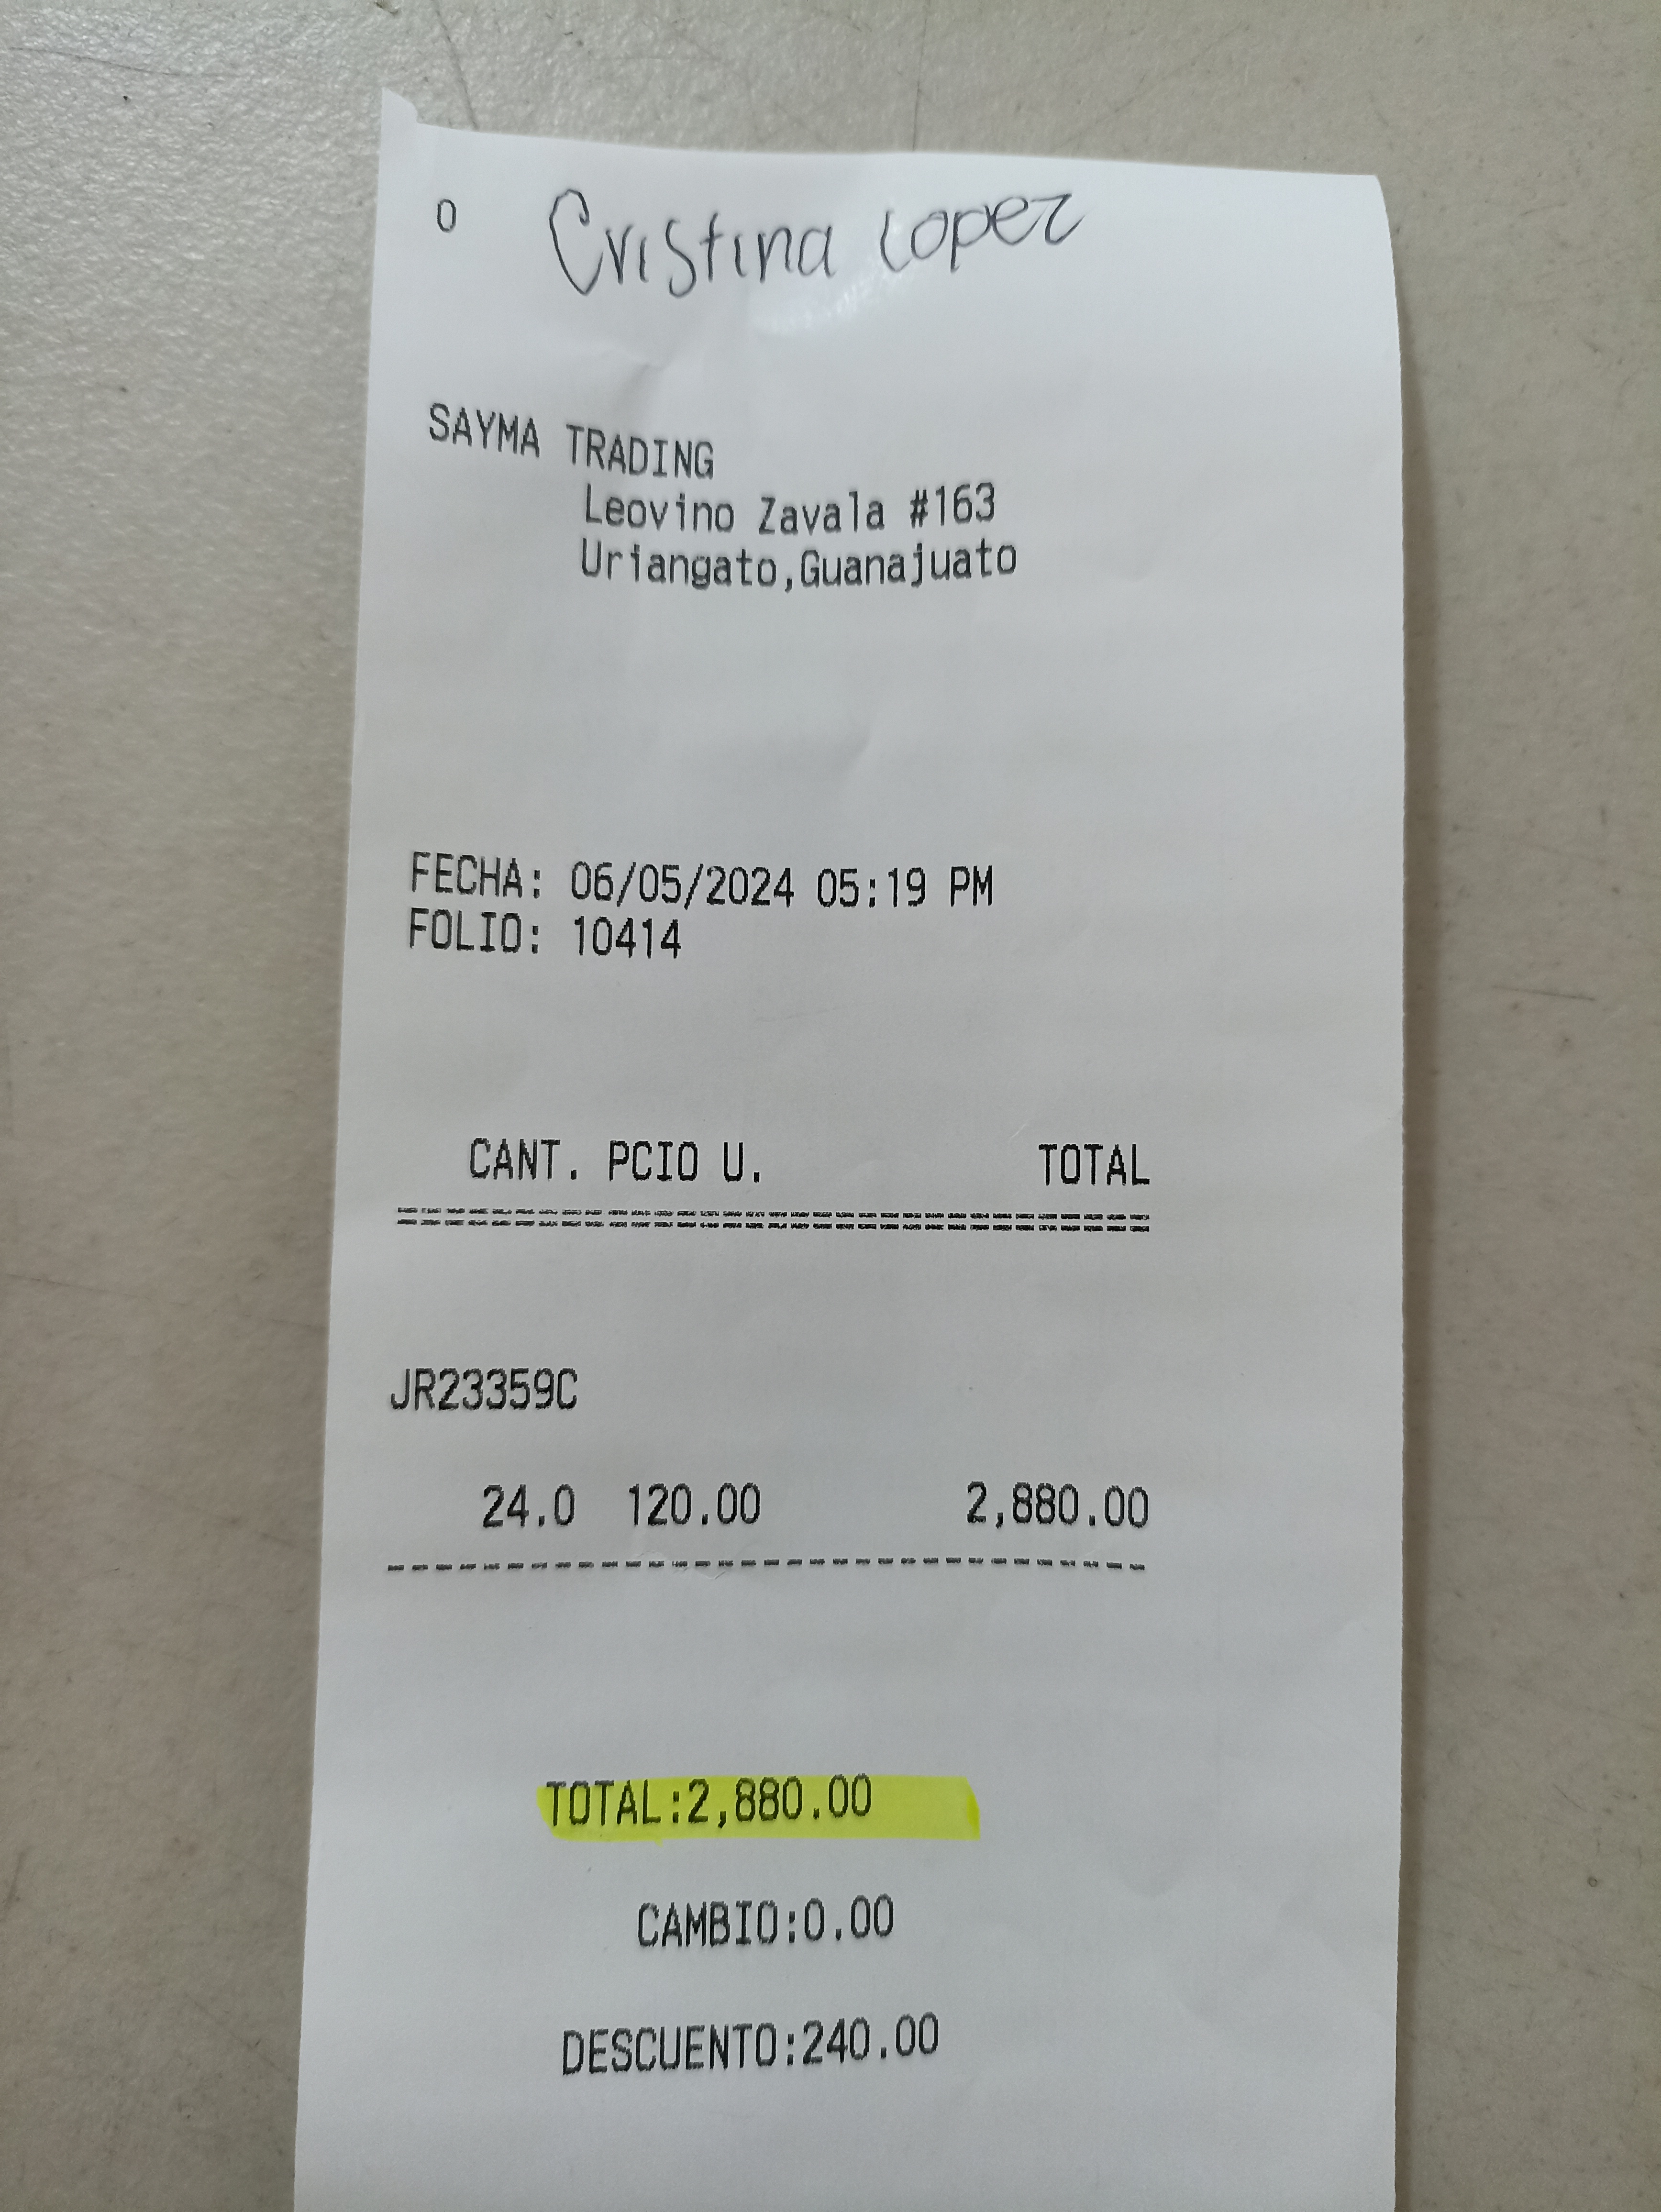 0 Cristina Lopez
SAYMA TRADING
Leovino Zavala #163
Uriangato,Guanajuato
FECHA: 06/05/2024 05:19 PM
FOLIO: 10414
CANT. PCIO U. TOTAL
================================
JR23359C
24.0 120.00 2,880.00
--------------------------------
TOTAL:2,880.00
CAMBIO:0.00
DESCUENTO:240.00